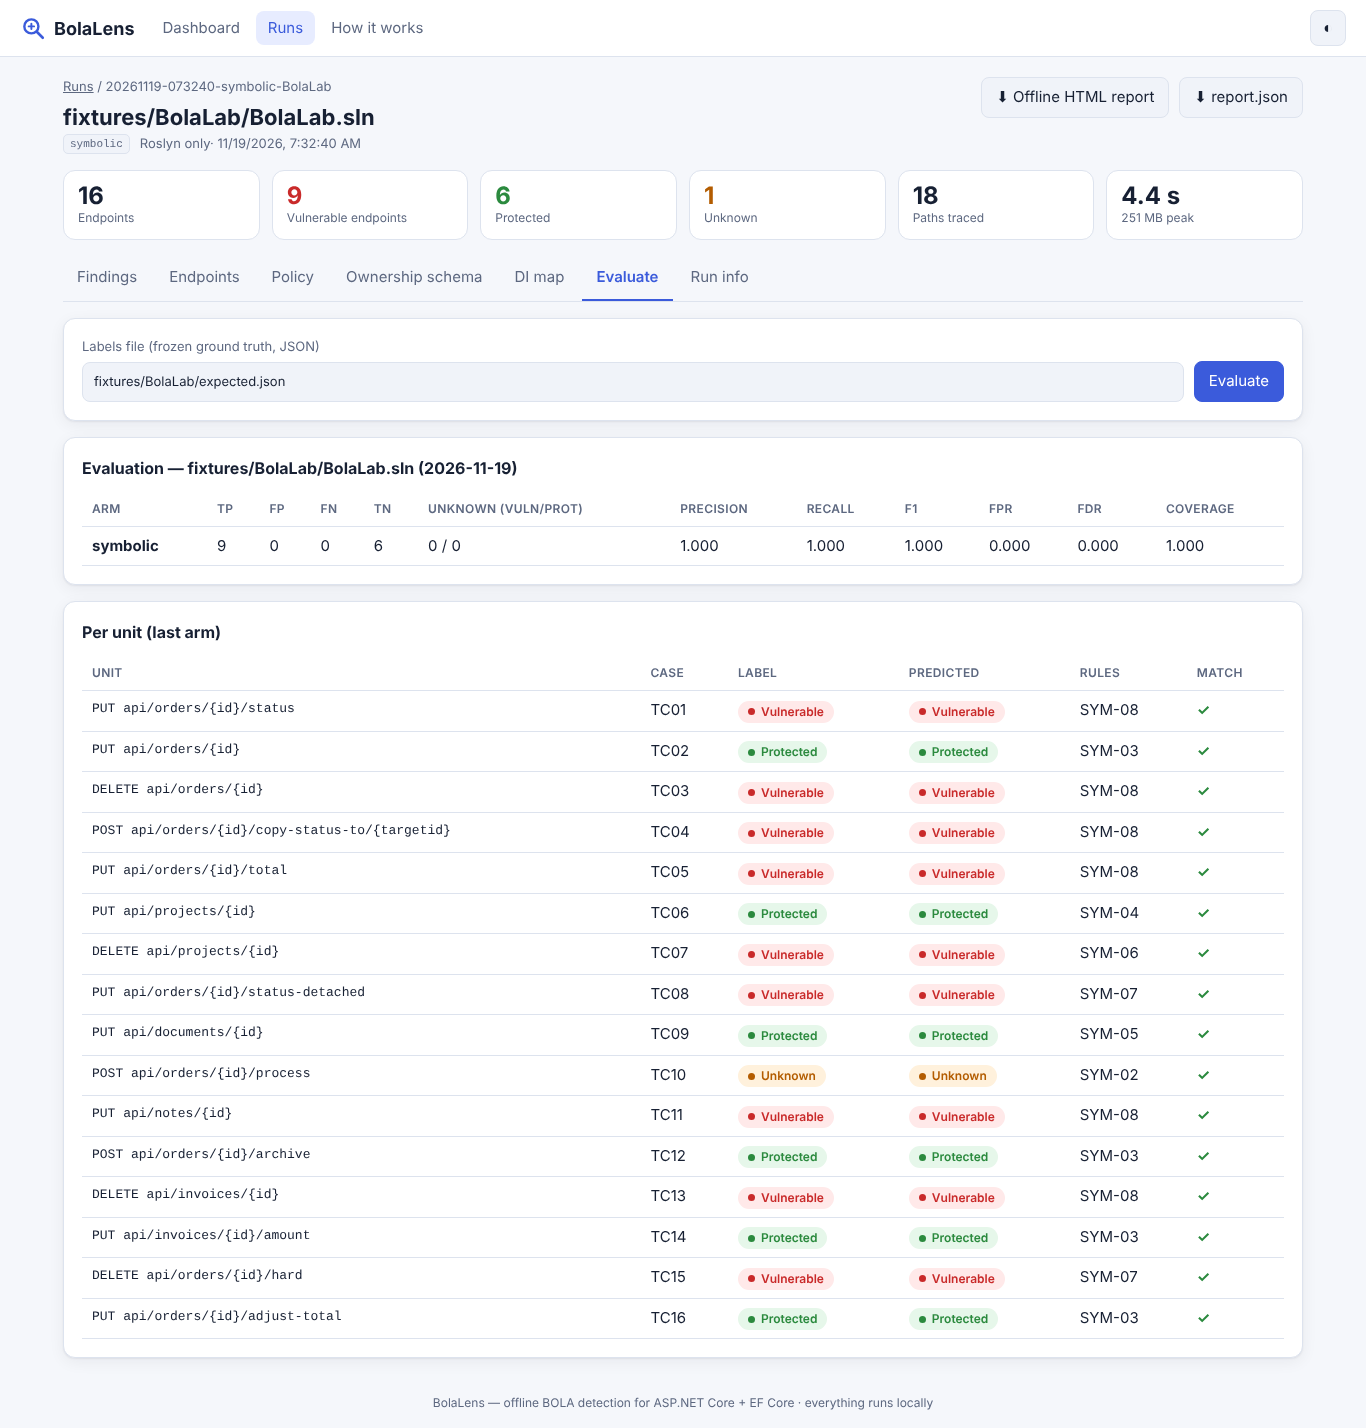 BolaLens Dashboard Runs How it works
Runs / 20261119-073240-symbolic-BolaLab
⬇ Offline HTML report ⬇ report.json
fixtures/BolaLab/BolaLab.sln
symbolic Roslyn only· 11/19/2026, 7:32:40 AM
16 9 6 1 18 4.4 s
Endpoints Vulnerable endpoints Protected Unknown Paths traced 251 MB peak
Findings Endpoints Policy Ownership schema DI map Evaluate Run info
Labels file (frozen ground truth, JSON)
fixtures/BolaLab/expected.json Evaluate
Evaluation — fixtures/BolaLab/BolaLab.sln (2026-11-19)
ARM TP FP FN TN UNKNOWN (VULN/PROT) PRECISION RECALL F1 FPR FDR COVERAGE
symbolic 9 0 0 6 0 / 0 1.000 1.000 1.000 0.000 0.000 1.000
Per unit (last arm)
UNIT CASE LABEL PREDICTED RULES MATCH
PUT api/orders/{id}/status TC01 Vulnerable Vulnerable SYM-08 ✓
PUT api/orders/{id} TC02 Protected Protected SYM-03 ✓
DELETE api/orders/{id} TC03 Vulnerable Vulnerable SYM-08 ✓
POST api/orders/{id}/copy-status-to/{targetid} TC04 Vulnerable Vulnerable SYM-08 ✓
PUT api/orders/{id}/total TC05 Vulnerable Vulnerable SYM-08 ✓
PUT api/projects/{id} TC06 Protected Protected SYM-04 ✓
DELETE api/projects/{id} TC07 Vulnerable Vulnerable SYM-06 ✓
PUT api/orders/{id}/status-detached TC08 Vulnerable Vulnerable SYM-07 ✓
PUT api/documents/{id} TC09 Protected Protected SYM-05 ✓
POST api/orders/{id}/process TC10 Unknown Unknown SYM-02 ✓
PUT api/notes/{id} TC11 Vulnerable Vulnerable SYM-08 ✓
POST api/orders/{id}/archive TC12 Protected Protected SYM-03 ✓
DELETE api/invoices/{id} TC13 Vulnerable Vulnerable SYM-08 ✓
PUT api/invoices/{id}/amount TC14 Protected Protected SYM-03 ✓
DELETE api/orders/{id}/hard TC15 Vulnerable Vulnerable SYM-07 ✓
PUT api/orders/{id}/adjust-total TC16 Protected Protected SYM-03 ✓
BolaLens — offline BOLA detection for ASP.NET Core + EF Core · everything runs locally